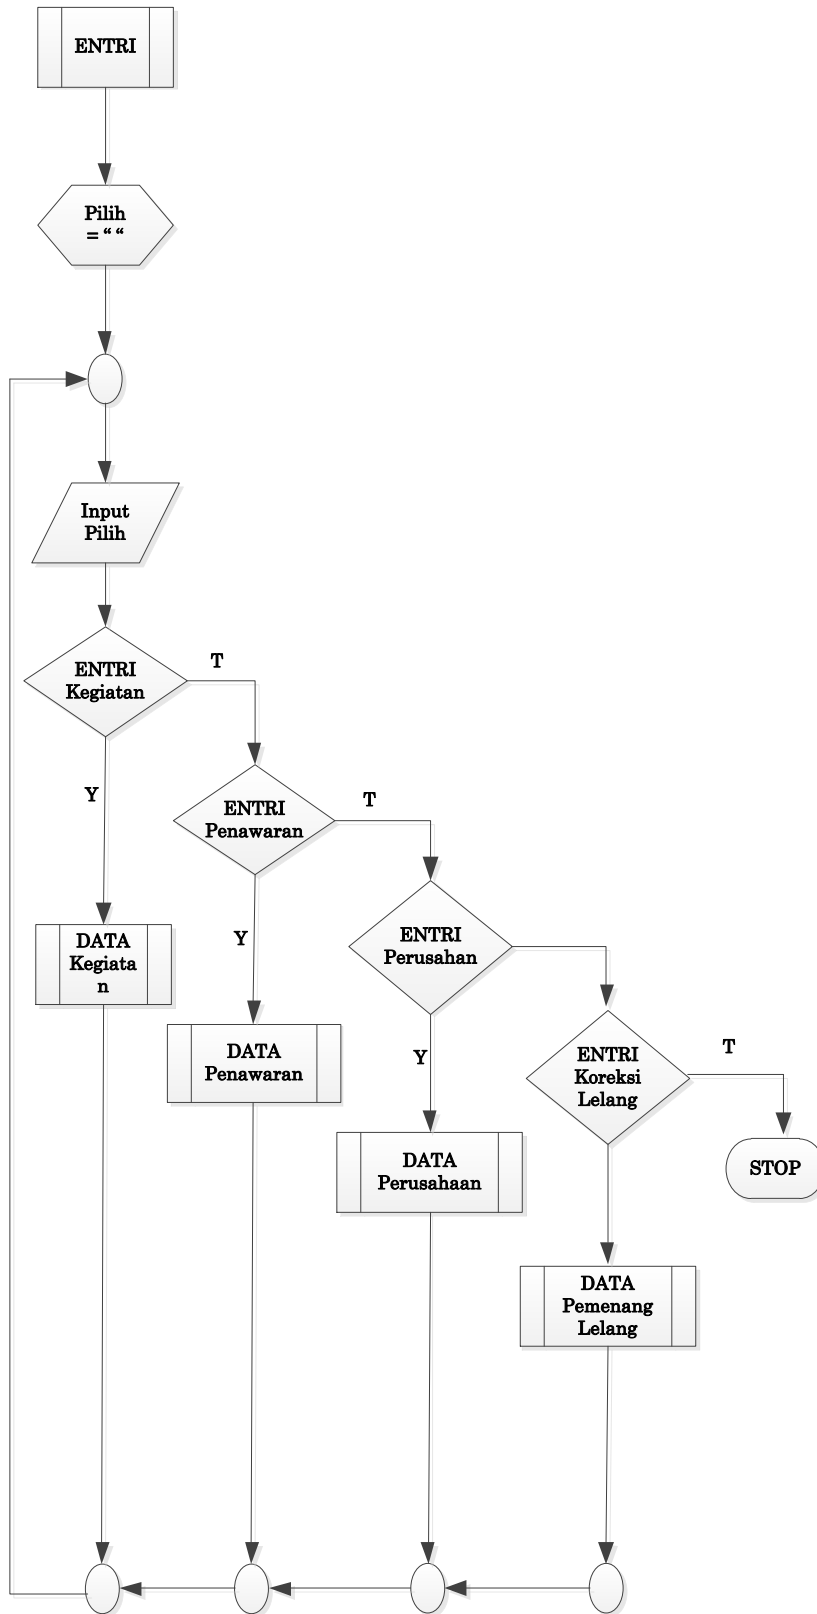 ENTRI
Pilih
= “ “
Input
Pilih
ENTRI
Kegiatan
T
Y
ENTRI
Penawaran
T
Y
DATA
Kegiata
n
ENTRI
Perusahan
Y
DATA
Penawaran
ENTRI
Koreksi
Lelang
T
DATA
Perusahaan
STOP
DATA
Pemenang
Lelang